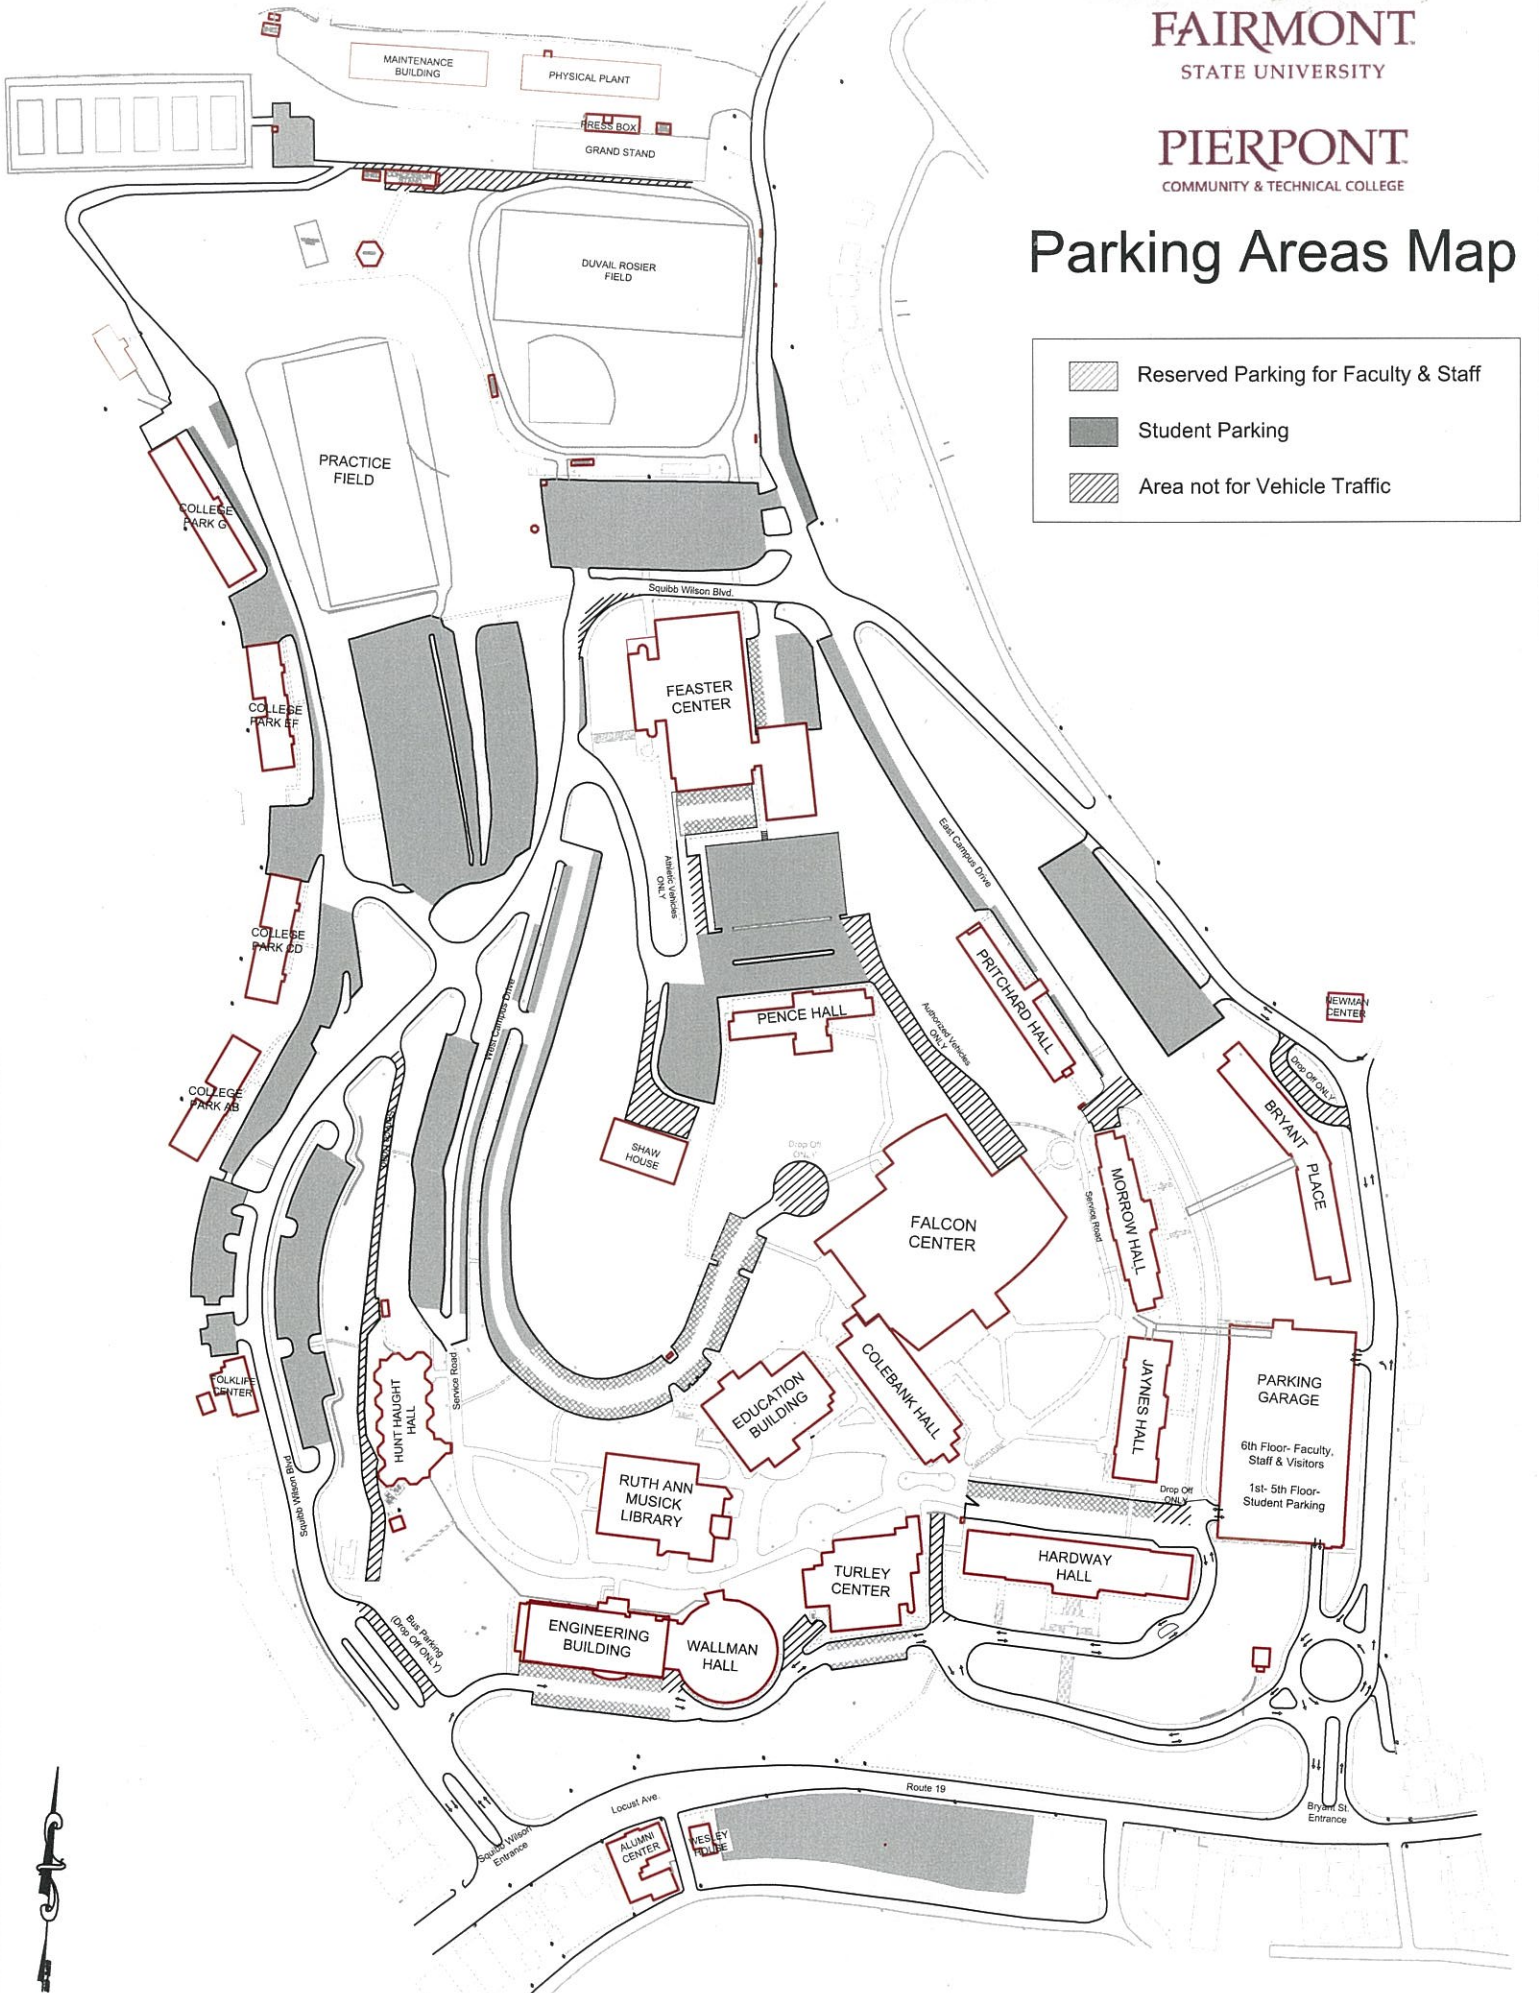 FAIRMONT
STATE UNIVERSITY
PIERPONT
COMMUNITY & TECHNICAL COLLEGE
Parking Areas Map
Reserved Parking for Faculty & Staff
Student Parking
Area not for Vehicle Traffic
MAINTENANCE
BUILDING
PHYSICAL PLANT
PRESS BOX
GRAND STAND
DUVAIL ROSIER
FIELD
PRACTICE
FIELD
COLLEGE
PARK G
Squibb Wilson Blvd.
FEASTER
CENTER
COLLEGE
PARK EF
East Campus Drive
Athletic Vehicles
ONLY
COLLEGE
PARK CD
West Campus Drive
PENCE HALL
PRITCHARD HALL
Authorized Vehicles
ONLY
NEWMAN
CENTER
Drop Off ONLY
COLLEGE
PARK AB
SHAW
HOUSE
Drop Off
ONLY
BRYANT
PLACE
MORROW HALL
Service Road
FALCON
CENTER
FOLKLIFE
CENTER
HUNT HAUGHT
HALL
Service Road
EDUCATION
BUILDING
COLEBANK HALL
JAYNES HALL
PARKING
GARAGE
6th Floor- Faculty,
Staff & Visitors
1st- 5th Floor-
Student Parking
Squibb Wilson Blvd.
RUTH ANN
MUSICK
LIBRARY
Drop Off
ONLY
HARDWAY
HALL
TURLEY
CENTER
Bus Parking
(Drop Off ONLY)
ENGINEERING
BUILDING
WALLMAN
HALL
Route 19
Locust Ave.
Bryant St.
Entrance
Squibb Wilson
Entrance
ALUMNI
CENTER
WESLEY
HOUSE